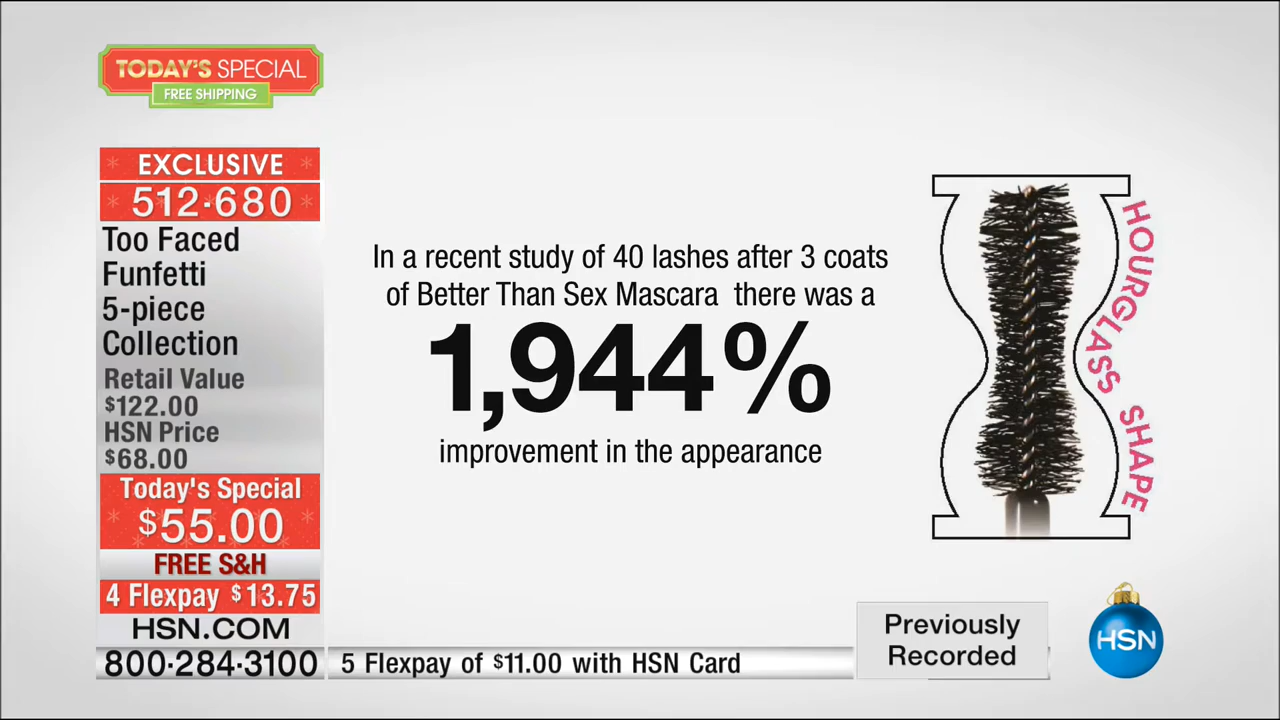 TODAY'S SPECIAL
FREE SHIPPING
EXCLUSIVE
512-680
Too Faced
Funfetti
5-piece
Collection
Retail Value
$122.00
HSN Price
$68.00
Today's Special
$55.00
FREE S&H
4 Flexpay $13.75
HSN.COM
800-284-3100
5 Flexpay of $11.00 with HSN Card
In a recent study of 40 lashes after 3 coats
of Better Than Sex Mascara there was a
1,944%
improvement in the appearance
HOURGLASS SHAPE
Previously
Recorded
HSN